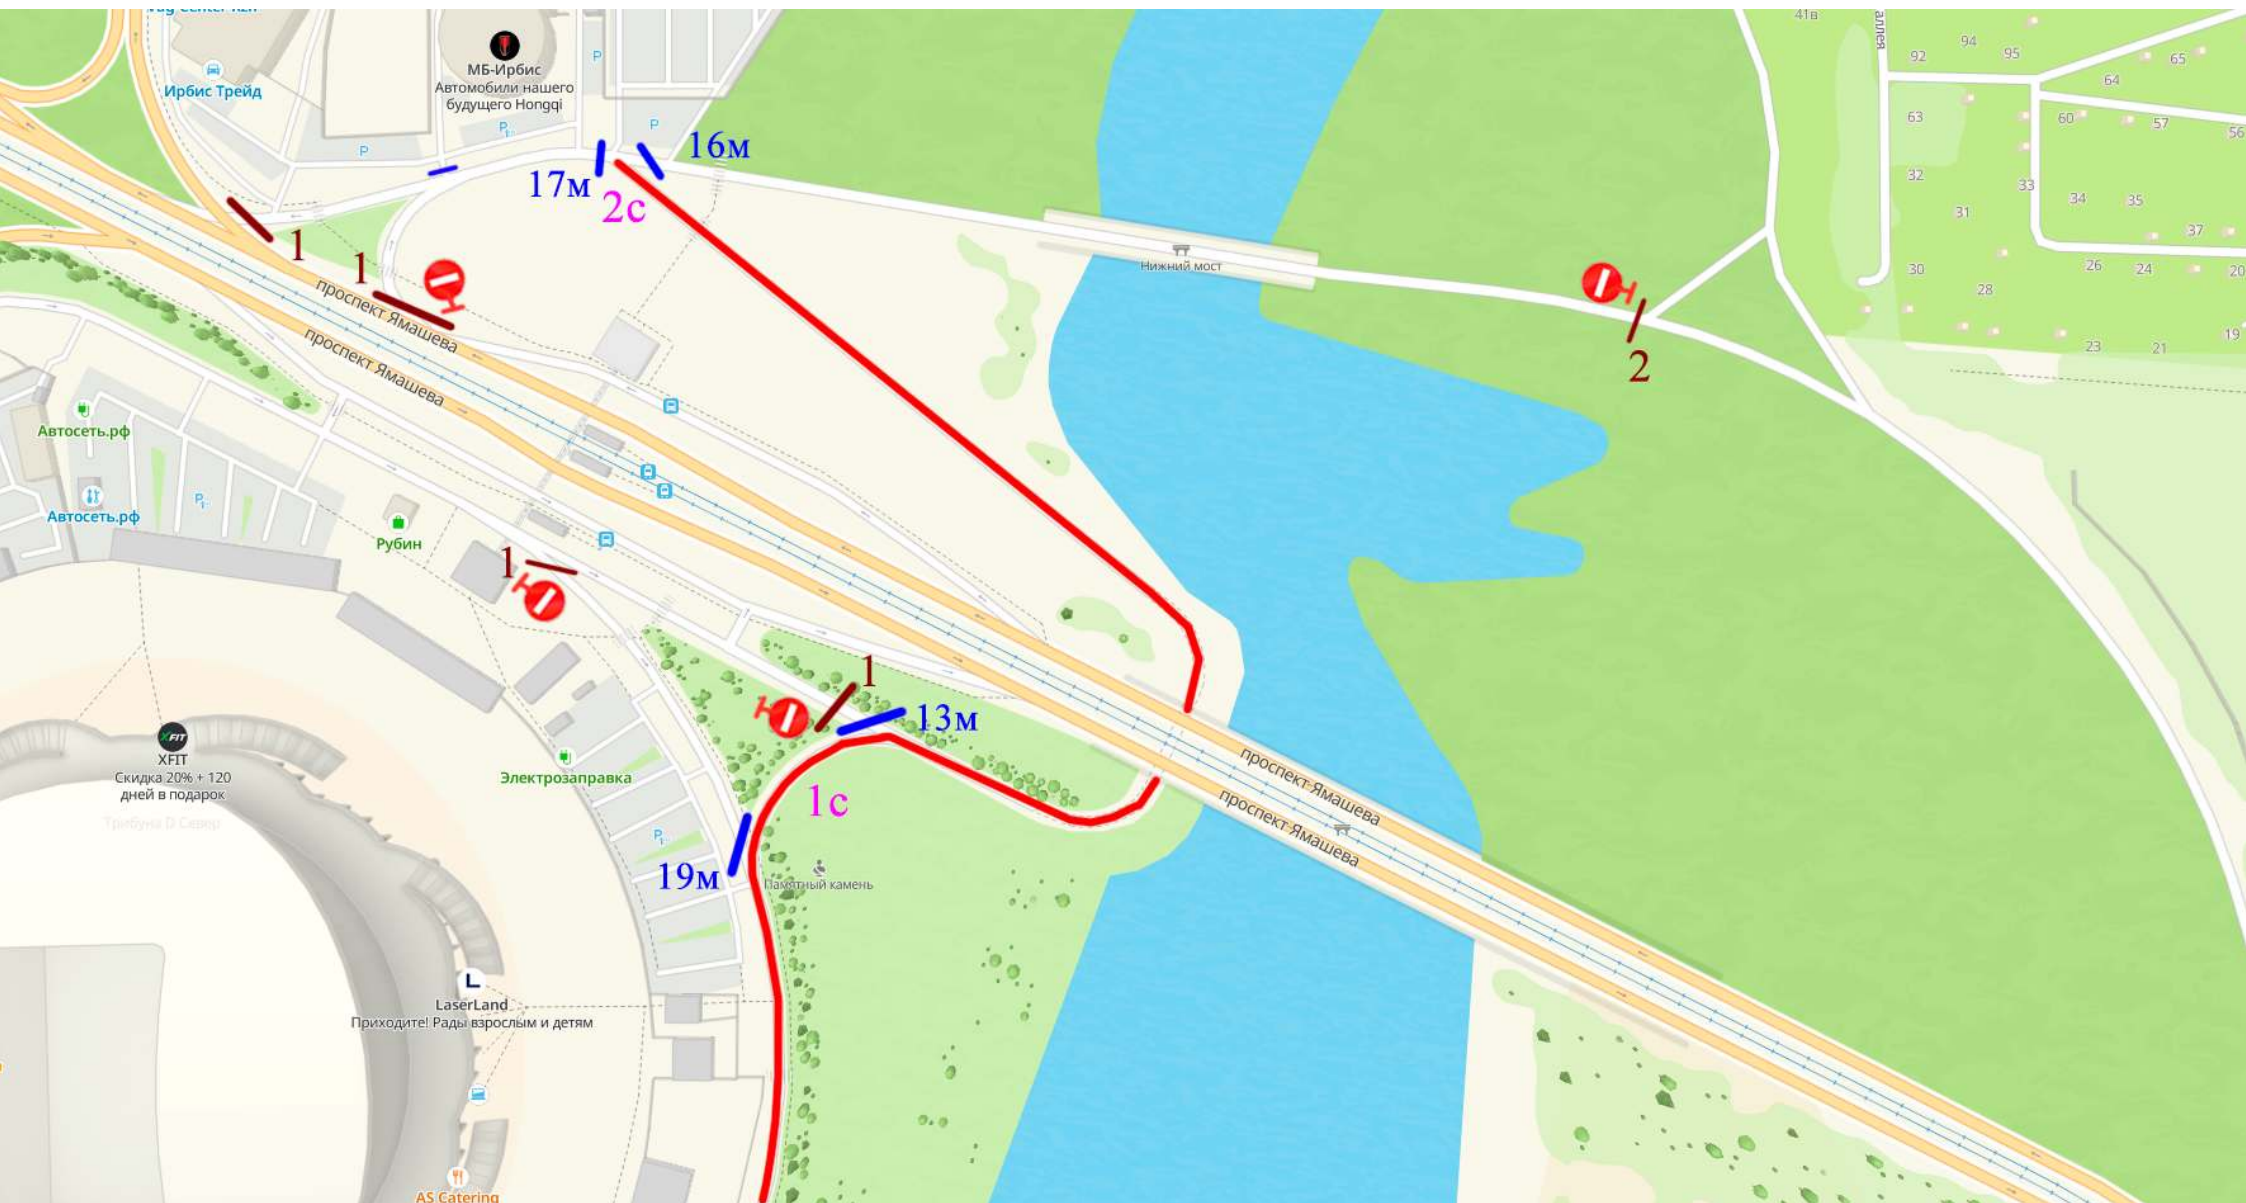 41в
аллея
92
94
95
65
64
63
60
57
56
32
33
34
35
31
37
30
26
24
20
28
19
23
21
МБ-Ирбис
Автомобили нашего
будущего Hongqi
Ирбис Трейд
P
P
P
P
16м
17м
2с
1
1
проспект Ямашева
проспект Ямашева
Нижний мост
2
Автосеть.рф
Автосеть.рф
P
Рубин
1
1
13м
1с
19м
XFIT
XFIT
Скидка 20% + 120
дней в подарок
Трибуна D Север
Электрозаправка
P
Памятный камень
проспект Ямашева
проспект Ямашева
L
LaserLand
Приходите! Рады взрослым и детям
AS Catering